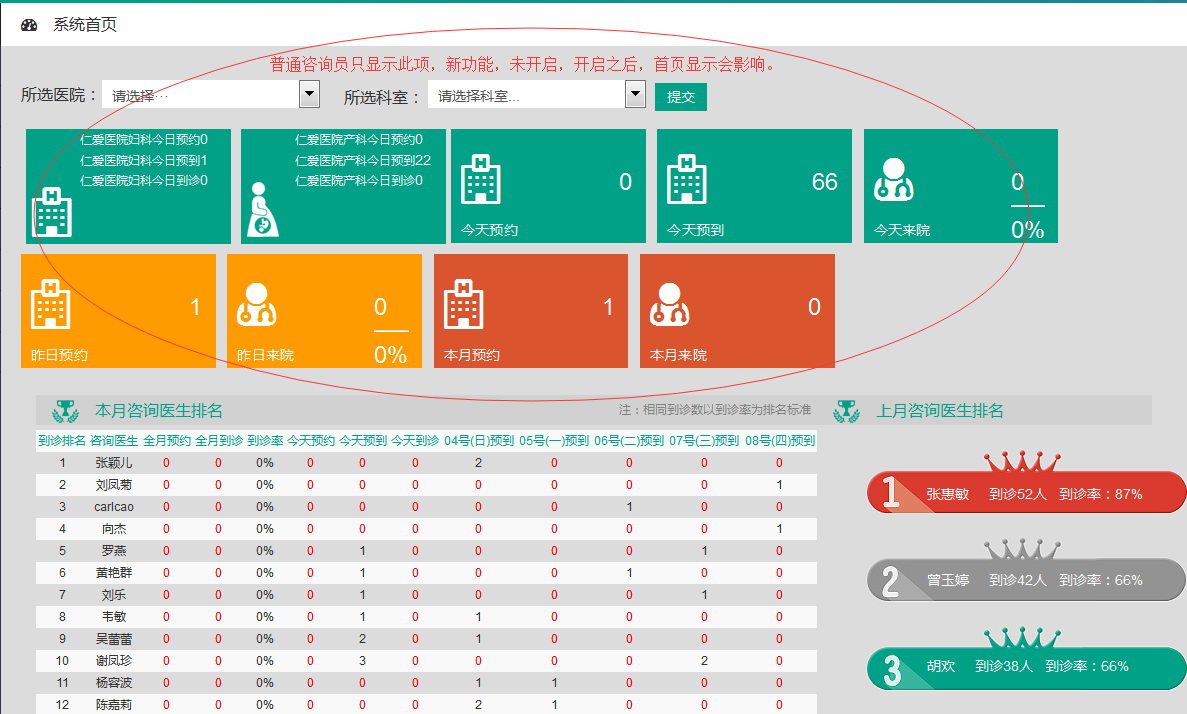 系统首页
普通咨询员只显示此项，新功能，未开启，开启之后，首页显示会影响。
所选医院： 请选择··· 所选科室： 请选择科室... 提交
仁爱医院妇科今日预约0
仁爱医院妇科今日预到1
仁爱医院妇科今日到诊0
仁爱医院产科今日预约0
仁爱医院产科今日预到22
仁爱医院产科今日到诊0
0
今天预约
66
今天预到
0
0%
今天来院
1
昨日预约
0
0%
昨日来院
1
本月预约
0
本月来院
本月咨询医生排名 注：相同到诊数以到诊率为排名标准
到诊排名 咨询医生 全月预约 全月到诊 到诊率 今天预约 今天预到 今天到诊 04号(日)预到 05号(一)预到 06号(二)预到 07号(三)预到 08号(四)预到
1 张颖儿 0 0 0% 0 0 0 2 0 0 0 0
2 刘凤菊 0 0 0% 0 0 0 0 0 0 0 1
3 carlcao 0 0 0% 0 0 0 0 0 1 0 0
4 向杰 0 0 0% 0 0 0 0 0 0 0 1
5 罗燕 0 0 0% 0 1 0 0 0 0 1 0
6 黄艳群 0 0 0% 0 1 0 0 0 1 0 0
7 刘乐 0 0 0% 0 1 0 0 0 0 1 0
8 韦敏 0 0 0% 0 1 0 1 0 0 0 0
9 吴蕾蕾 0 0 0% 0 2 0 1 0 0 0 0
10 谢凤珍 0 0 0% 0 3 0 0 0 0 2 0
11 杨容波 0 0 0% 0 0 0 1 1 0 0 0
12 陈嘉莉 0 0 0% 0 0 0 2 1 0 0 0
上月咨询医生排名
1 张惠敏 到诊52人 到诊率：87%
2 曾玉婷 到诊42人 到诊率：66%
3 胡欢 到诊38人 到诊率：66%